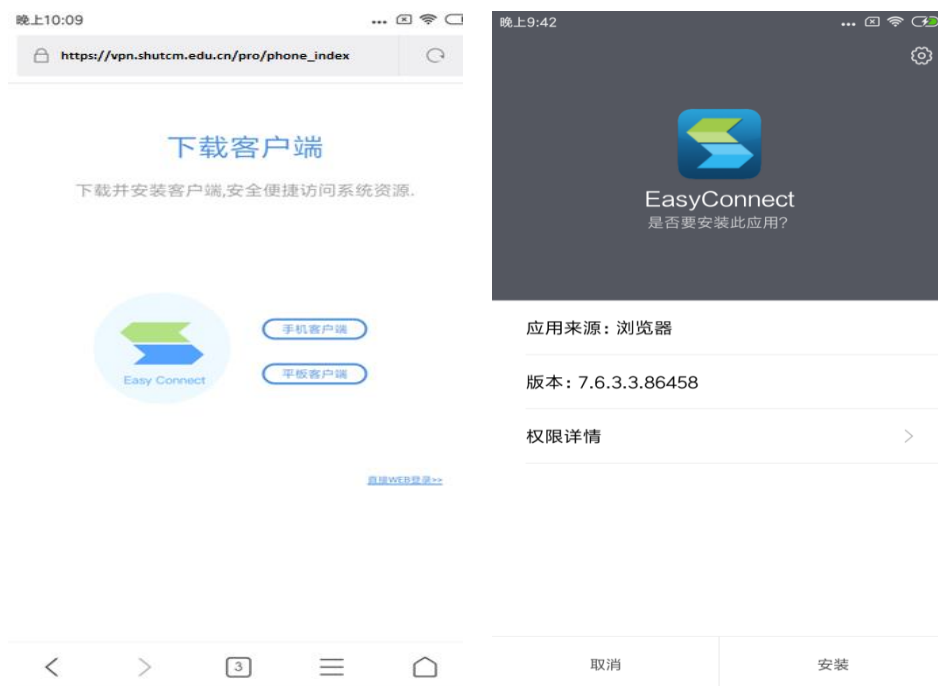 晚上10:09
https://vpn.shutcm.edu.cn/pro/phone_index
下载客户端
下载并安装客户端,安全便捷访问系统资源.
手机客户端
Easy Connect
平板客户端
直接WEB登录>>
3
晚上9:42
EasyConnect
是否要安装此应用?
应用来源: 浏览器
版本: 7.6.3.3.86458
权限详情
取消
安装